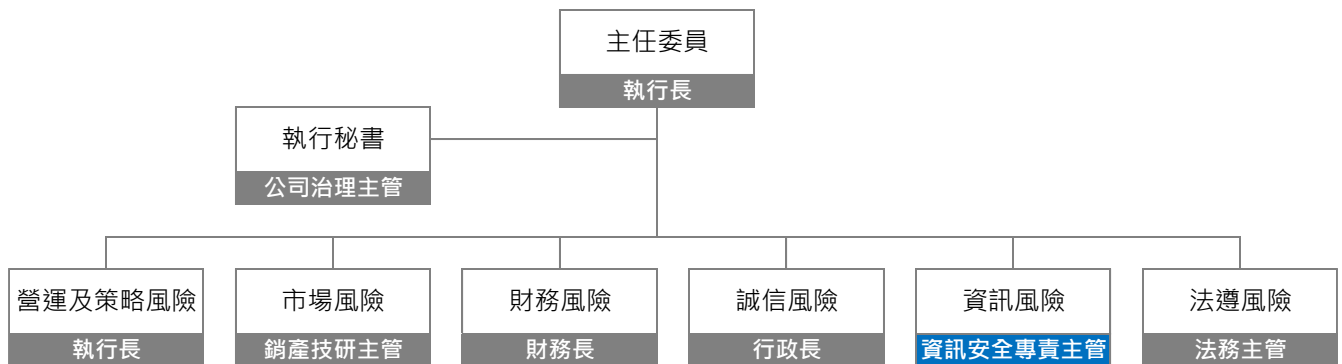 主任委員
執行長
執行秘書
公司治理主管
營運及策略風險
執行長
市場風險
銷產技研主管
財務風險
財務長
誠信風險
行政長
資訊風險
資訊安全專責主管
法遵風險
法務主管